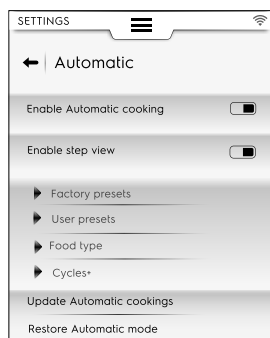 SETTINGS
Automatic
Enable Automatic cooking
Enable step view
Factory presets
User presets
Food type
Cycles+
Update Automatic cookings
Restore Automatic mode